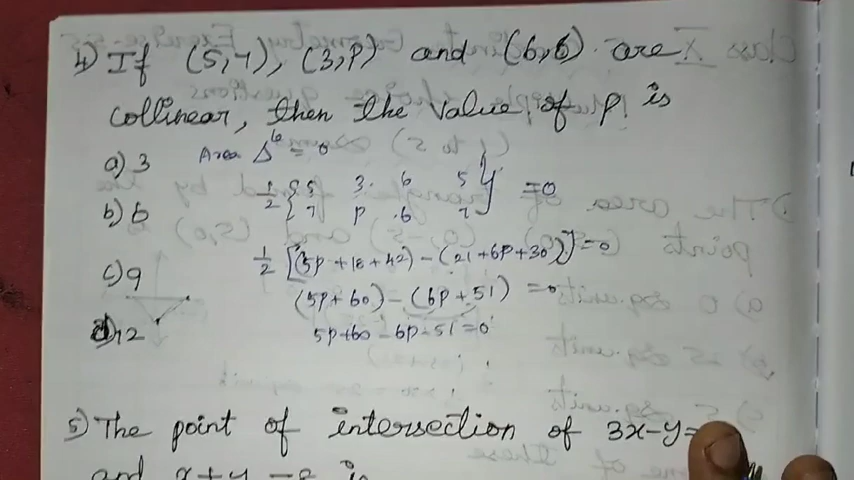 4) If (5,7), (3,P) and (6,6) are
collinear, then the value of P is
a) 3 Area Δ = 0
b) 6 1/2 { 5 3 6 5 } = 0
7 P 6 7
c) 9 1/2 [(5P + 18 + 42) - (21 + 6P + 30)] = 0
(5P + 60) - (6P + 51) = 0
d) 12 5P + 60 - 6P - 51 = 0
5) The point of intersection of 3x - y =
and x + y = 8 is